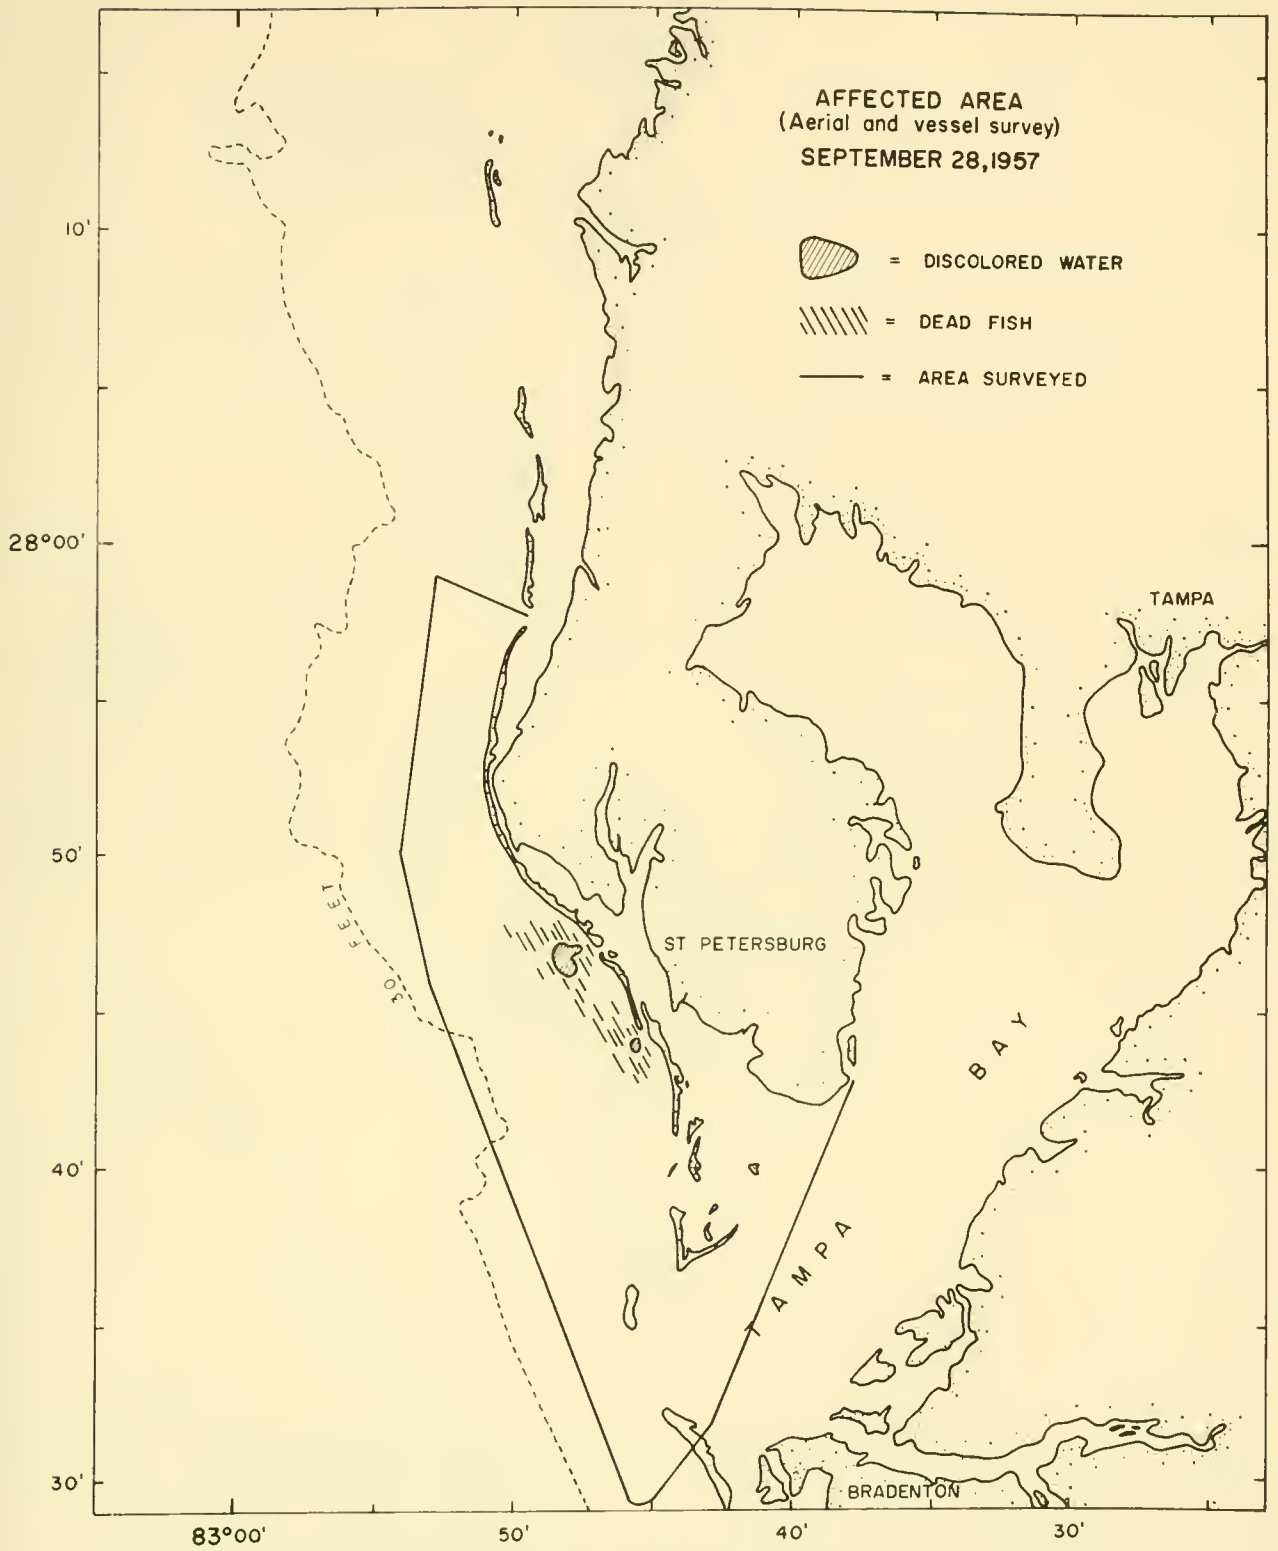 AFFECTED AREA
(Aerial and vessel survey)
SEPTEMBER 28,1957
10'
= DISCOLORED WATER
= DEAD FISH
= AREA SURVEYED
28°00'
TAMPA
50'
30 FEET
ST PETERSBURG
TAMPA BAY
40'
30'
BRADENTON
83°00'
50'
40'
30'